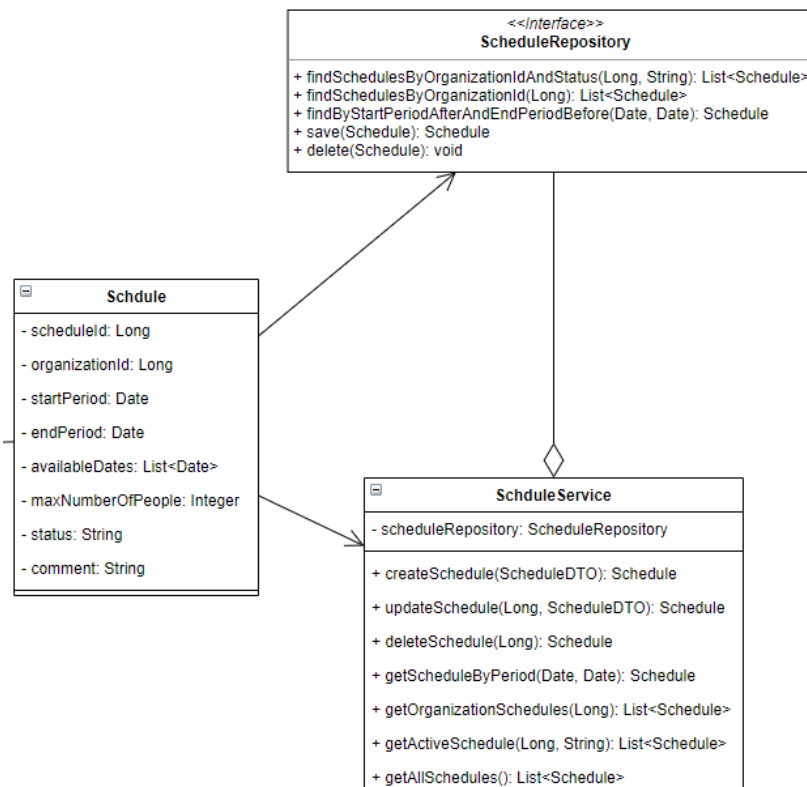 <<Interface>>
ScheduleRepository
+ findSchedulesByOrganizationIdAndStatus(Long, String): List<Schedule>
+ findSchedulesByOrganizationId(Long): List<Schedule>
+ findByStartPeriodAfterAndEndPeriodBefore(Date, Date): Schedule
+ save(Schedule): Schedule
+ delete(Schedule): void
Schdule
- scheduleId: Long
- organizationId: Long
- startPeriod: Date
- endPeriod: Date
- availableDates: List<Date>
- maxNumberOfPeople: Integer
- status: String
- comment: String
SchduleService
- scheduleRepository: ScheduleRepository
+ createSchedule(ScheduleDTO): Schedule
+ updateSchedule(Long, ScheduleDTO): Schedule
+ deleteSchedule(Long): Schedule
+ getScheduleByPeriod(Date, Date): Schedule
+ getOrganizationSchedules(Long): List<Schedule>
+ getActiveSchedule(Long, String): List<Schedule>
+ getAllSchedules(): List<Schedule>